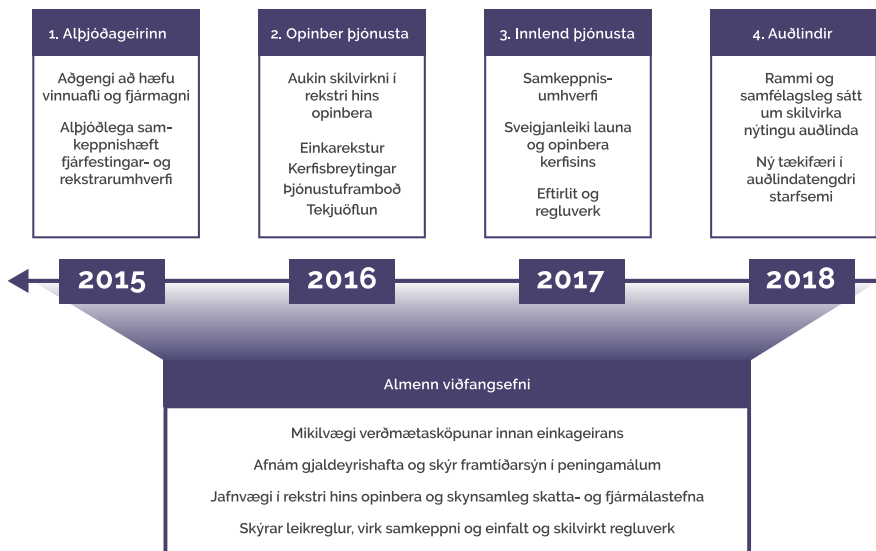 1. Alþjóðageirinn
Aðgengi að hæfu
vinnuafli og fjármagni
Alþjóðlega sam-
keppnishæft
fjárfestingar- og
rekstrarumhverfi
2. Opinber þjónusta
Aukin skilvirkni í
rekstri hins
opinbera
Einkarekstur
Kerfisbreytingar
Þjónustuframboð
Tekjuöflun
3. Innlend þjónusta
Samkeppnis-
umhverfi
Sveigjanleiki launa
og opinbera
kerfisins
Eftirlit og
regluverk
4. Auðlindir
Rammi og
samfélagsleg sátt
um skilvirka
nýtingu auðlinda
Ný tækifæri í
auðlindatengdri
starfsemi
2015
2016
2017
2018
Almenn viðfangsefni
Mikilvægi verðmætasköpunar innan einkageirans
Afnám gjaldeyrishafta og skýr framtíðarsýn í peningamálum
Jafnvægi í rekstri hins opinbera og skynsamleg skatta- og fjármálastefna
Skýrar leikreglur, virk samkeppni og einfalt og skilvirkt regluverk